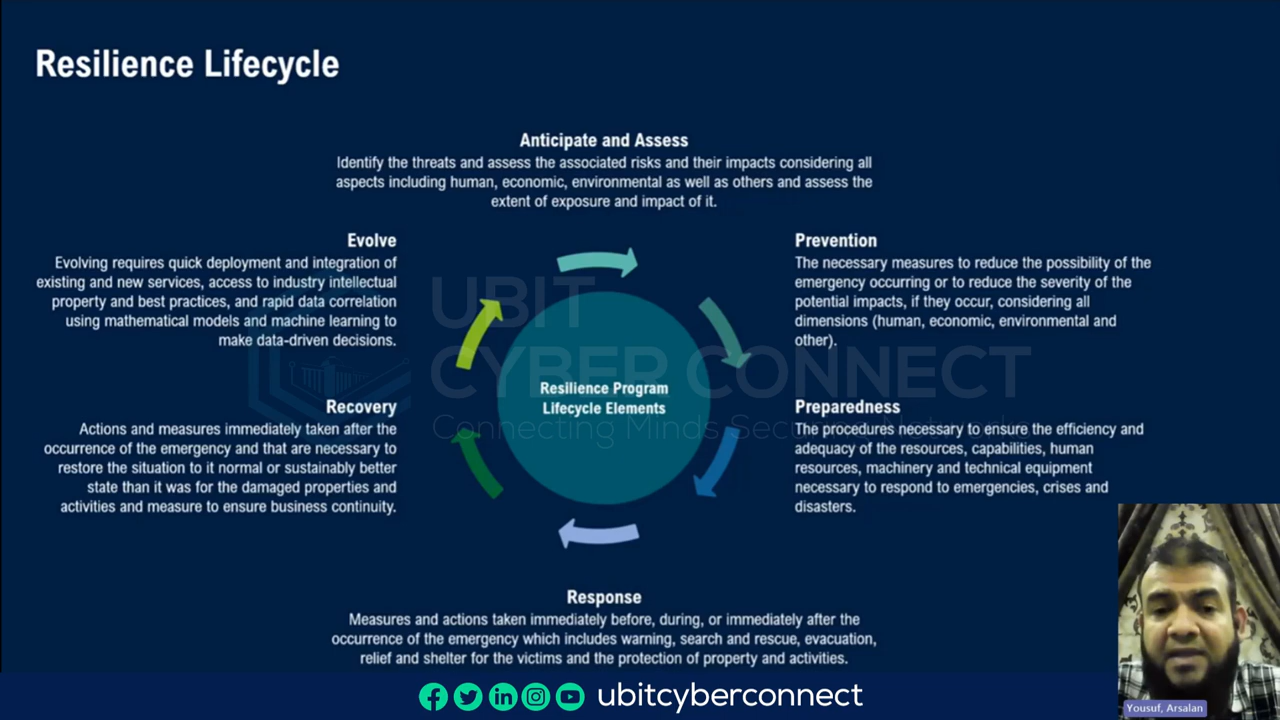 Resilience Lifecycle
Anticipate and Assess
Identify the threats and assess the associated risks and their impacts considering all
aspects including human, economic, environmental as well as others and assess the
extent of exposure and impact of it.
Evolve
Evolving requires quick deployment and integration of
existing and new services, access to industry intellectual
property and best practices, and rapid data correlation
using mathematical models and machine learning to
make data-driven decisions.
Prevention
The necessary measures to reduce the possibility of the
emergency occurring or to reduce the severity of the
potential impacts, if they occur, considering all
dimensions (human, economic, environmental and
other).
UBIT
CYBER CONNECT
Connecting Minds Securing Network
Resilience Program
Lifecycle Elements
Recovery
Actions and measures immediately taken after the
occurrence of the emergency and that are necessary to
restore the situation to it normal or sustainably better
state than it was for the damaged properties and
activities and measure to ensure business continuity.
Preparedness
The procedures necessary to ensure the efficiency and
adequacy of the resources, capabilities, human
resources, machinery and technical equipment
necessary to respond to emergencies, crises and
disasters.
Response
Measures and actions taken immediately before, during, or immediately after the
occurrence of the emergency which includes warning, search and rescue, evacuation,
relief and shelter for the victims and the protection of property and activities.
ubitcyberconnect
Yousuf, Arsalan